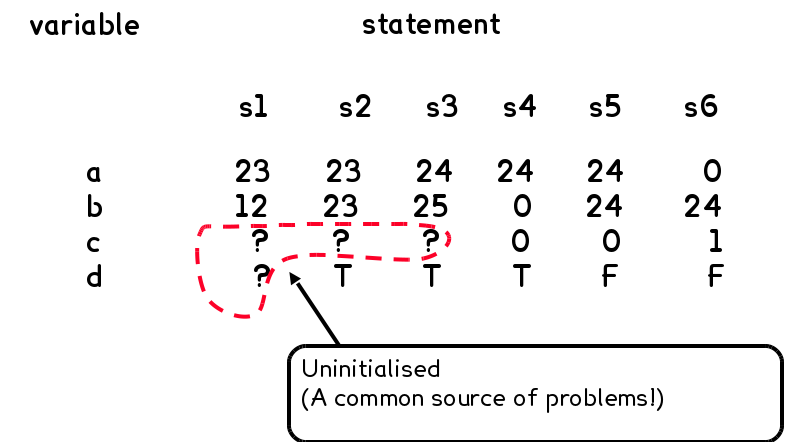 variable statement
s1 s2 s3 s4 s5 s6
a 23 23 24 24 24 0
b 12 23 25 0 24 24
c ? ? ? 0 0 1
d ? T T T F F
Uninitialised
(A common source of problems!)